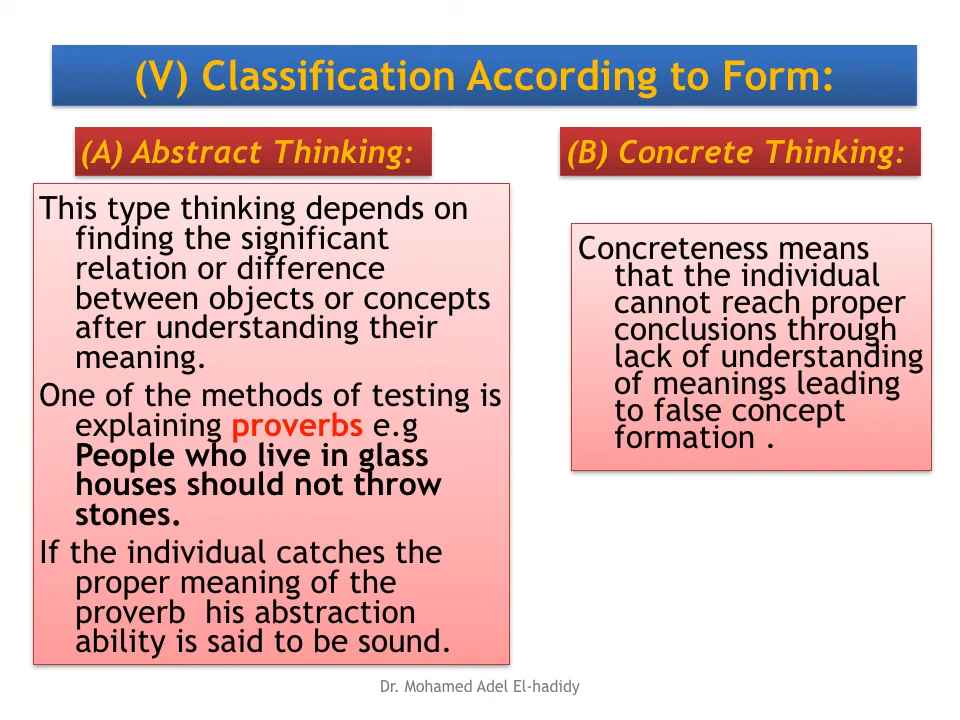 (V) Classification According to Form:
(A) Abstract Thinking:
This type thinking depends on
finding the significant
relation or difference
between objects or concepts
after understanding their
meaning.
One of the methods of testing is
explaining proverbs e.g
People who live in glass
houses should not throw
stones.
If the individual catches the
proper meaning of the
proverb  his abstraction
ability is said to be sound.
(B) Concrete Thinking:
Concreteness means
that the individual
cannot reach proper
conclusions through
lack of understanding
of meanings leading
to false concept
formation .
Dr. Mohamed Adel El-hadidy